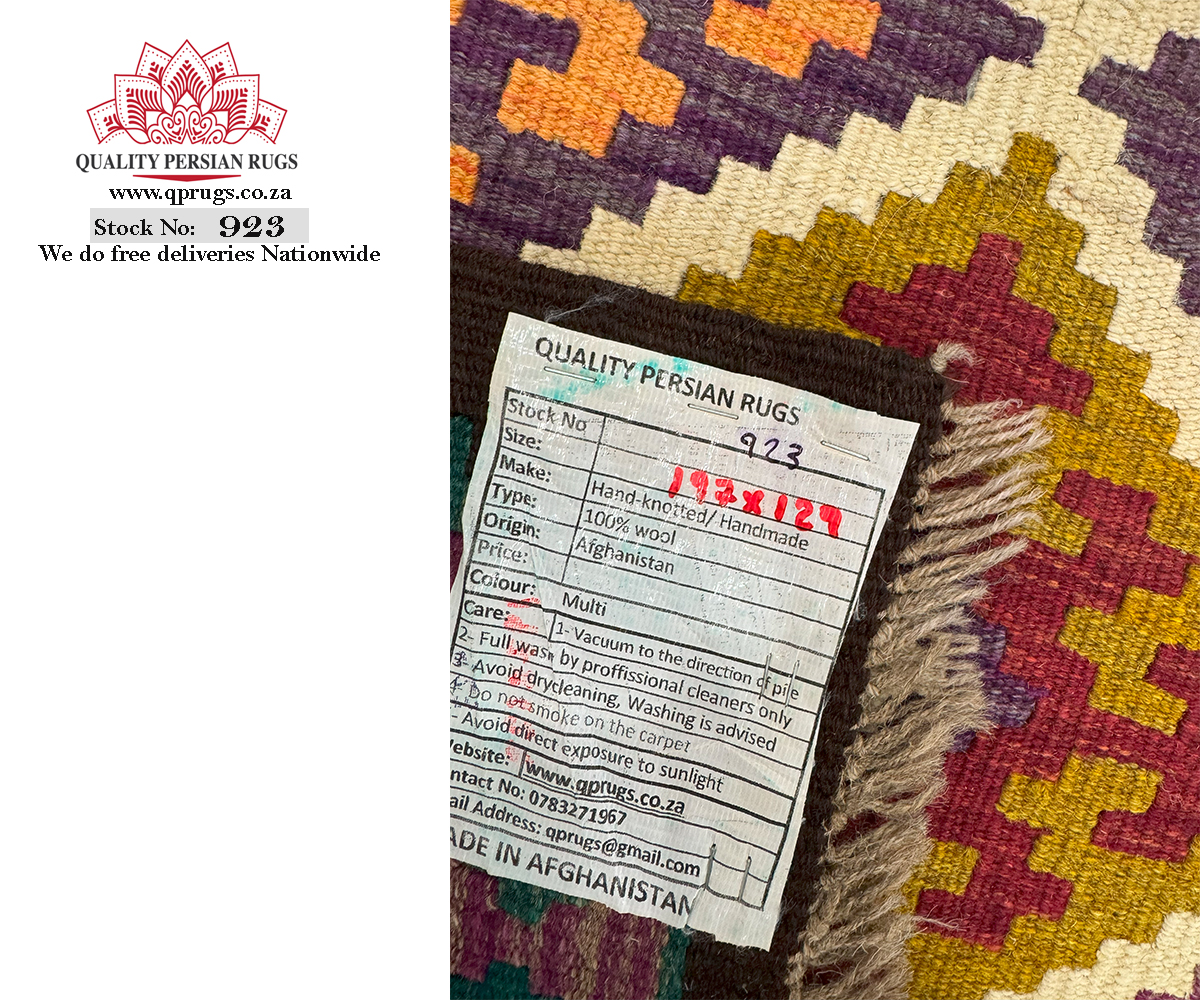 QUALITY PERSIAN RUGS
www.qprugs.co.za
Stock No: 923
We do free deliveries Nationwide
QUALITY PERSIAN RUGS
Stock No 923
Size: 197x129
Make: Hand-knotted/ Handmade
Type: 100% wool
Origin: Afghanistan
Price:
Colour: Multi
Care: 1- Vacuum to the direction of pile
2- Full wash by proffissional cleaners only
3- Avoid drycleaning, Washing is advised
4. Do not smoke on the carpet
- Avoid direct exposure to sunlight
ebsite: www.qprugs.co.za
ntact No: 0783271967
ail Address: qprugs@gmail.com
ADE IN AFGHANISTAN